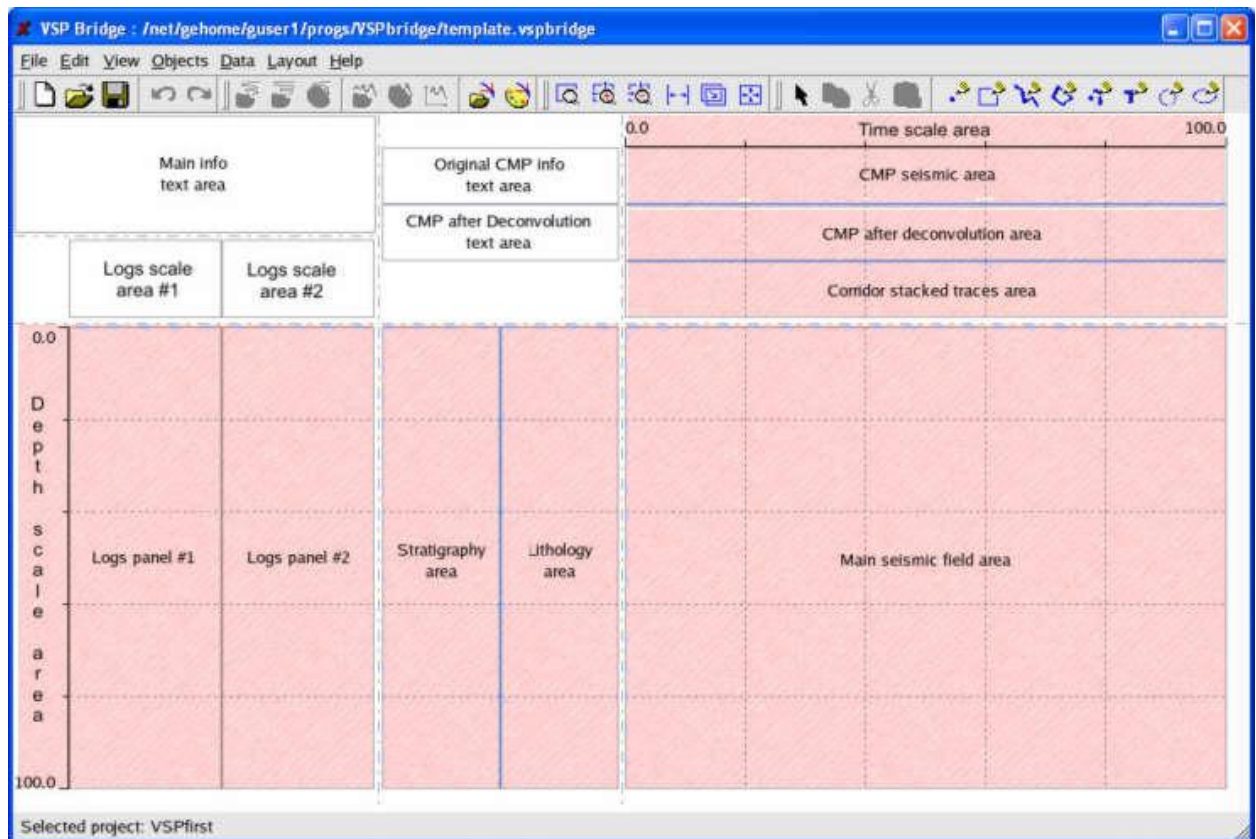 VSP Bridge : /net/gehome/guser1/progs/VSPbridge/template.vspbridge
File Edit View Objects Data Layout Help
Main info
text area
Original CMP info
text area
CMP after Deconvolution
text area
0.0 Time scale area 100.0
CMP seismic area
CMP after deconvolution area
Corridor stacked traces area
Logs scale
area #1
Logs scale
area #2
0.0
Depth scale area
100.0
Logs panel #1
Logs panel #2
Stratigraphy
area
Lithology
area
Main seismic field area
Selected project: VSPfirst